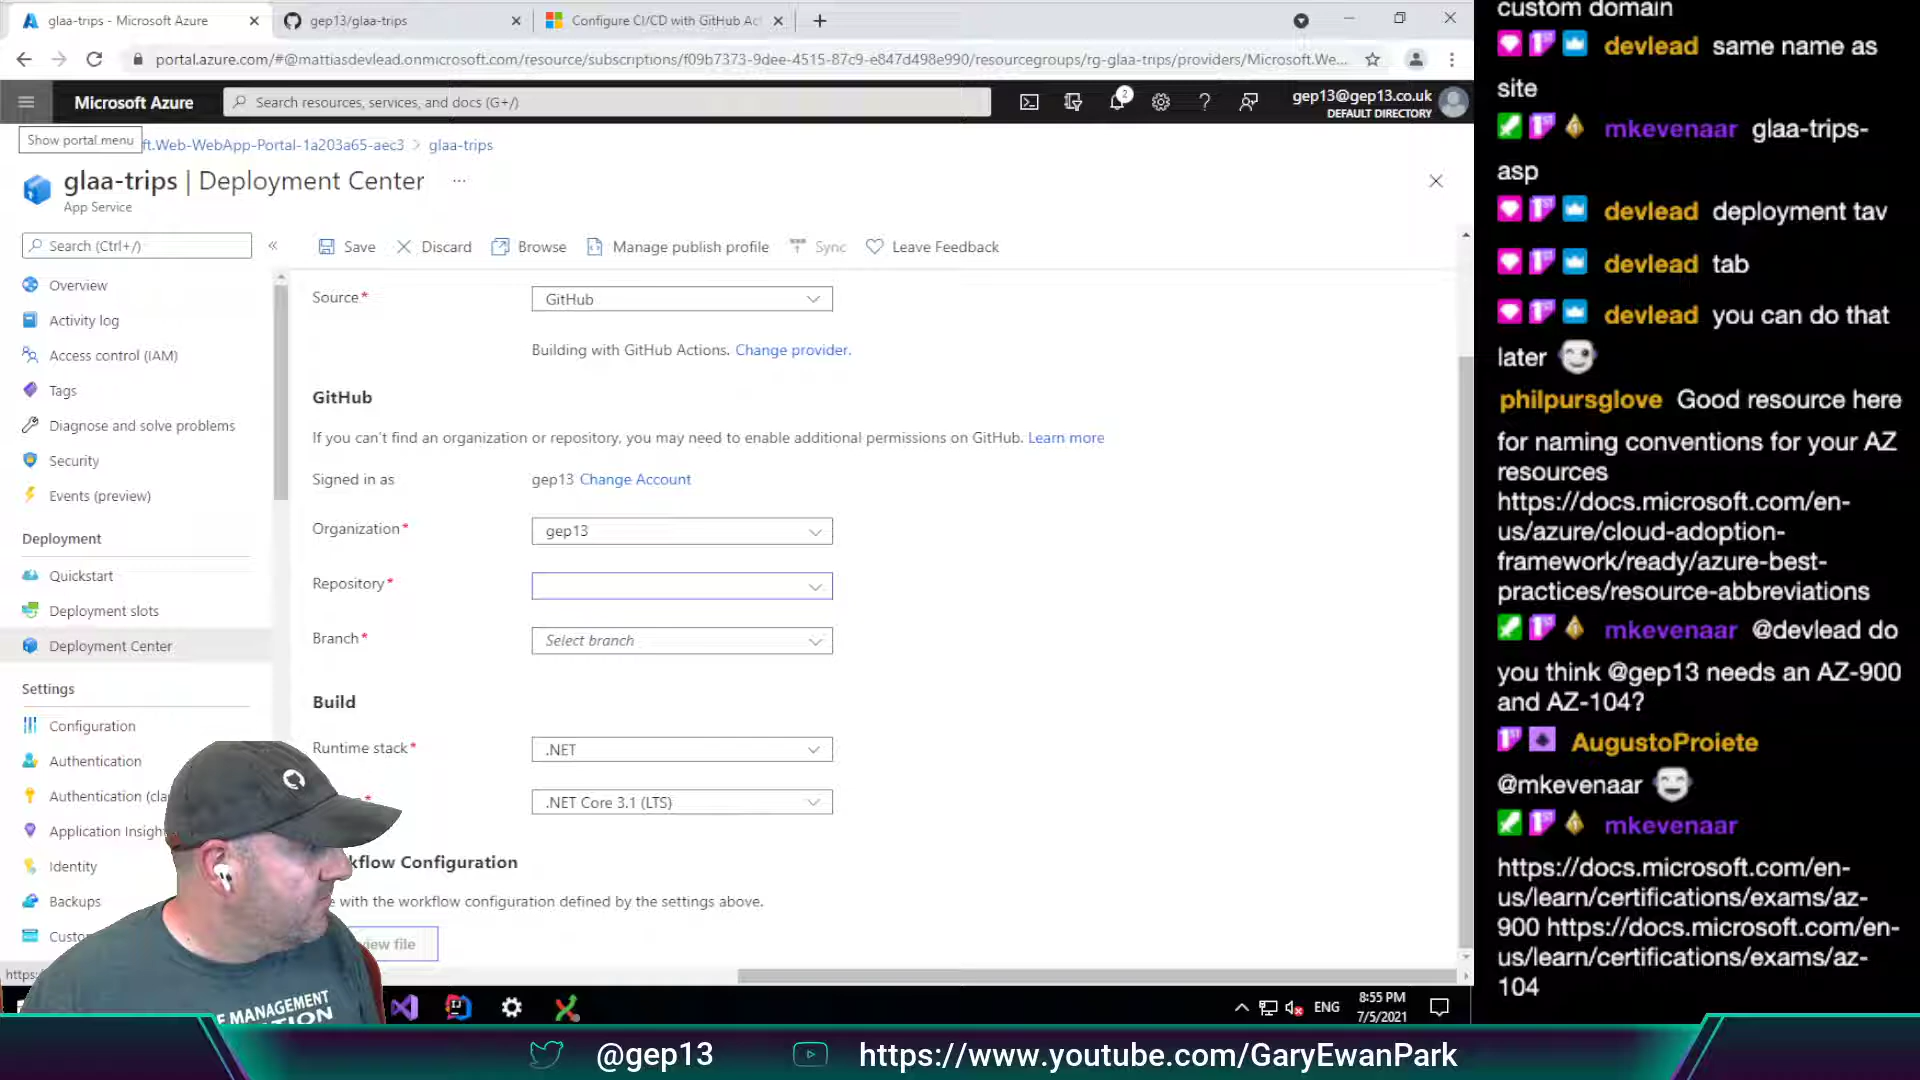 glaa-trips - Microsoft Azure
gep13/glaa-trips
Configure CI/CD with GitHub Ac
portal.azure.com/#@mattiasdevlead.onmicrosoft.com/resource/subscriptions/f09b7373-9dee-4515-87c9-e847d498e990/resourcegroups/rg-glaa-trips/providers/Microsoft.We...
Microsoft Azure
Search resources, services, and docs (G+/)
2
gep13@gep13.co.uk
DEFAULT DIRECTORY
Show portal menu
ft.Web-WebApp-Portal-1a203a65-aec3 > glaa-trips
glaa-trips | Deployment Center ...
App Service
Search (Ctrl+/)
Save
Discard
Browse
Manage publish profile
Sync
Leave Feedback
Overview
Activity log
Access control (IAM)
Tags
Diagnose and solve problems
Security
Events (preview)
Deployment
Quickstart
Deployment slots
Deployment Center
Settings
Configuration
Authentication
Authentication (cla
Application Insigh
Identity
Backups
Custo
https:
Source*
GitHub
Building with GitHub Actions. Change provider.
GitHub
If you can't find an organization or repository, you may need to enable additional permissions on GitHub. Learn more
Signed in as
gep13 Change Account
Organization*
gep13
Repository*
Branch*
Select branch
Build
Runtime stack*
.NET
*
.NET Core 3.1 (LTS)
kflow Configuration
with the workflow configuration defined by the settings above.
iew file
E MANAGEMENT
ATION
ENG
8:55 PM
7/5/2021
@gep13
https://www.youtube.com/GaryEwanPark
custom domain
devlead same name as
site
mkevenaar glaa-trips-
asp
devlead deployment tav
devlead tab
devlead you can do that
later
philpursglove Good resource here
for naming conventions for your AZ
resources
https://docs.microsoft.com/en-
us/azure/cloud-adoption-
framework/ready/azure-best-
practices/resource-abbreviations
mkevenaar @devlead do
you think @gep13 needs an AZ-900
and AZ-104?
AugustoProiete
@mkevenaar
mkevenaar
https://docs.microsoft.com/en-
us/learn/certifications/exams/az-
900 https://docs.microsoft.com/en-
us/learn/certifications/exams/az-
104